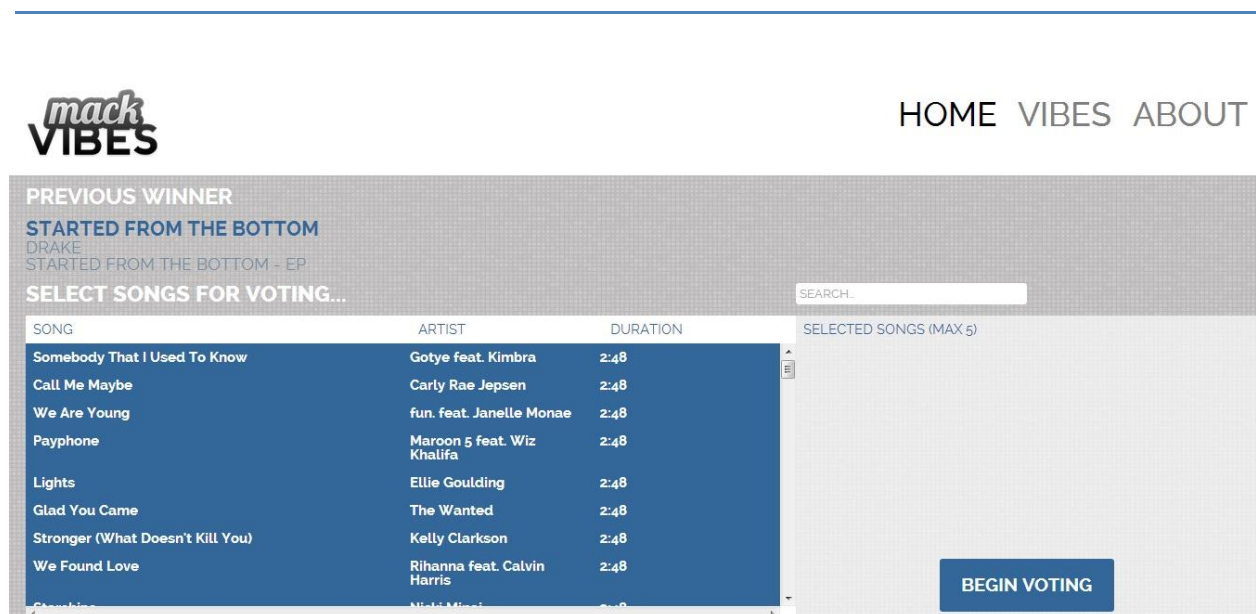 mack
VIBES
HOME VIBES ABOUT
PREVIOUS WINNER
STARTED FROM THE BOTTOM
DRAKE
STARTED FROM THE BOTTOM - EP
SELECT SONGS FOR VOTING...
SEARCH...
SONG ARTIST DURATION
SELECTED SONGS (MAX 5)
Somebody That I Used To Know Gotye feat. Kimbra 2:48
Call Me Maybe Carly Rae Jepsen 2:48
We Are Young fun. feat. Janelle Monae 2:48
Payphone Maroon 5 feat. Wiz
Khalifa 2:48
Lights Ellie Goulding 2:48
Glad You Came The Wanted 2:48
Stronger (What Doesn't Kill You) Kelly Clarkson 2:48
We Found Love Rihanna feat. Calvin
Harris 2:48
BEGIN VOTING